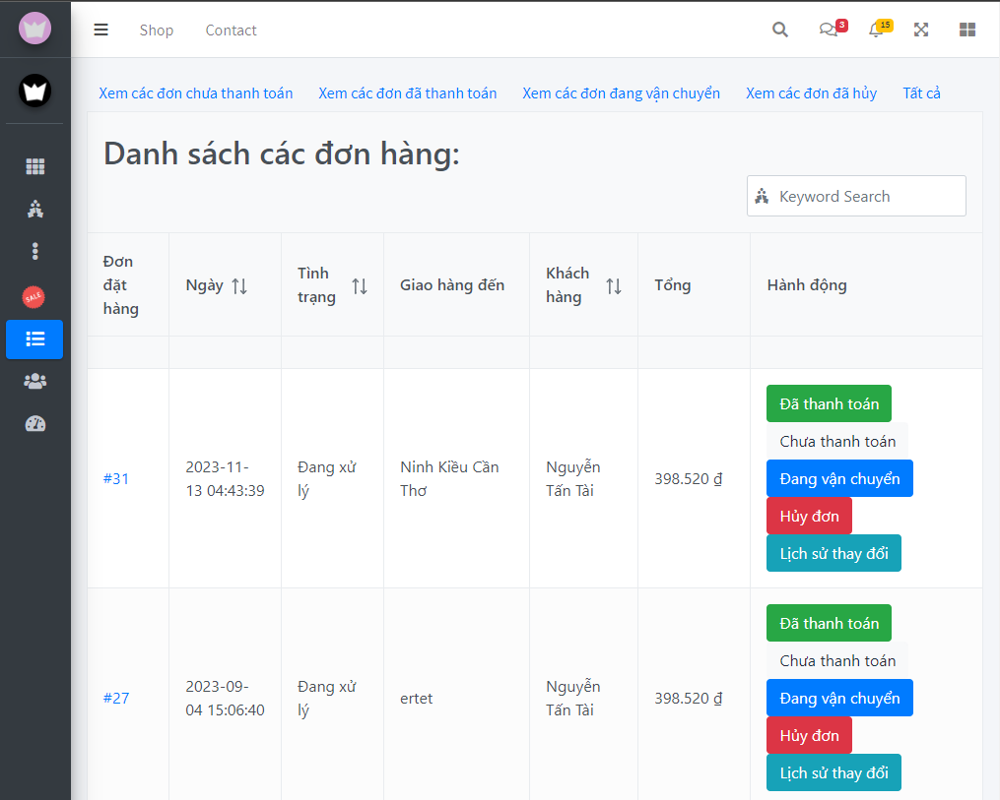 Shop
Contact
3
15
Xem các đơn chưa thanh toán
Xem các đơn đã thanh toán
Xem các đơn đang vận chuyển
Xem các đơn đã hủy
Tất cả
Danh sách các đơn hàng:
Keyword Search
SALE
Đơn
đặt
hàng
Ngày
Tình
trạng
Giao hàng đến
Khách
hàng
Tổng
Hành động
#31
2023-11-
13 04:43:39
Đang xử
lý
Ninh Kiều Cần
Thơ
Nguyễn
Tấn Tài
398.520 ₫
Đã thanh toán
Chưa thanh toán
Đang vận chuyển
Hủy đơn
Lịch sử thay đổi
#27
2023-09-
04 15:06:40
Đang xử
lý
ertet
Nguyễn
Tấn Tài
398.520 ₫
Đã thanh toán
Chưa thanh toán
Đang vận chuyển
Hủy đơn
Lịch sử thay đổi